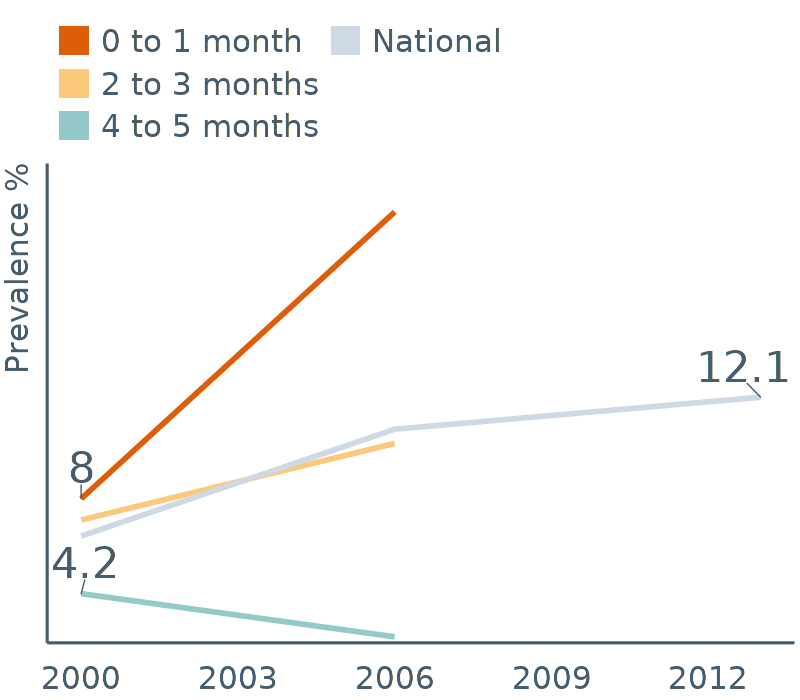 0 to 1 month
National
2 to 3 months
4 to 5 months
Prevalence %
12.1
8
4.2
2000 2003 2006 2009 2012